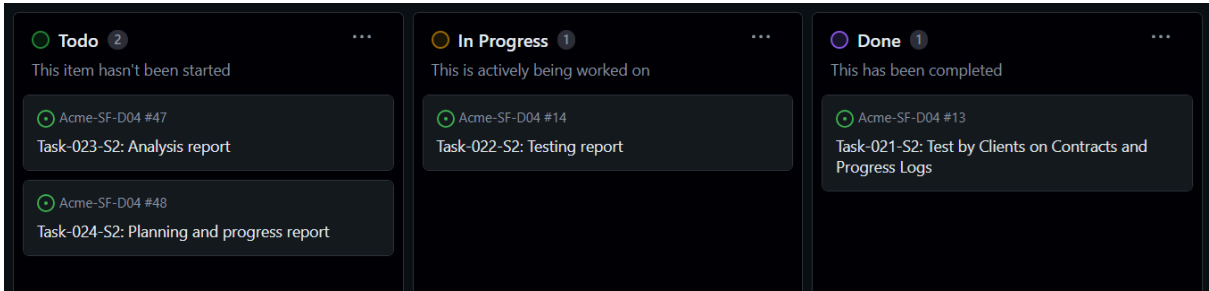 Todo 2
This item hasn't been started
Acme-SF-D04 #47
Task-023-S2: Analysis report
Acme-SF-D04 #48
Task-024-S2: Planning and progress report
In Progress 1
This is actively being worked on
Acme-SF-D04 #14
Task-022-S2: Testing report
Done 1
This has been completed
Acme-SF-D04 #13
Task-021-S2: Test by Clients on Contracts and
Progress Logs